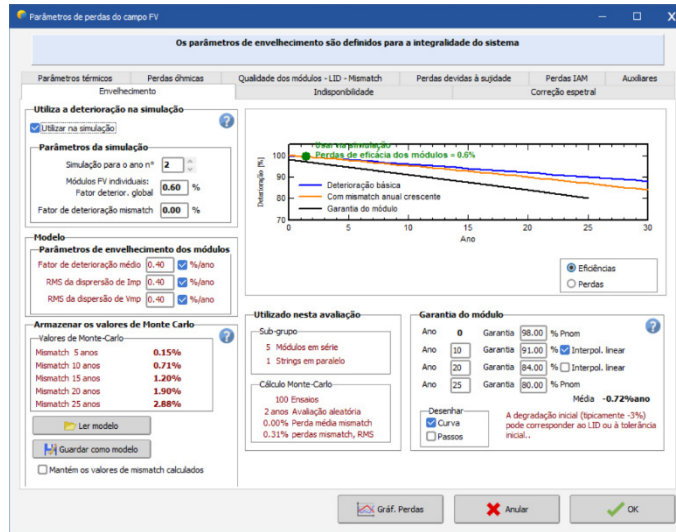 Parâmetros de perdas do campo FV
Os parâmetros de envelhecimento são definidos para a integralidade do sistema
Parâmetros térmicos Perdas óhmicas Qualidade dos módulos - LID - Mismatch Perdas devidas à sujidade Perdas IAM Auxiliares
Envelhecimento Indisponibilidade Correção espetral
Utiliza a deterioração na simulação
Utilizar na simulação
Parâmetros da simulação
Simulação para o ano n° 2
Módulos FV individuais:
Fator deterior. global 0.60 %
Fator de deterioração mismatch 0.00 %
Modelo
Parâmetros de envelhecimento dos módulos
Fator de deterioração médio 0.40 %/ano
RMS da dispersão de Imp 0.40 %/ano
RMS da dispersão de Vmp 0.40 %/ano
Armazenar os valores de Monte Carlo
Valores de Monte-Carlo
Mismatch 5 anos 0.15%
Mismatch 10 anos 0.71%
Mismatch 15 anos 1.20%
Mismatch 20 anos 1.90%
Mismatch 25 anos 2.88%
Ler modelo
Guardar como modelo
Mantém os valores de mismatch calculados
Usar na simulação
Perdas de eficácia dos módulos = 0.6%
Deterioração [%]
100
90
80
70
Deterioração básica
Com mismatch anual crescente
Garantia do módulo
0 5 10 15 20 25 30
Ano
Eficiências
Perdas
Utilizado nesta avaliação
Sub-grupo
5 Módulos em série
1 Strings em paralelo
Cálculo Monte-Carlo
100 Ensaios
2 anos Avaliação aleatória
0.00% Perda média mismatch
0.31% perdas mismatch, RMS
Garantia do módulo
Ano 0 Garantia 98.00 % Pnom
Ano 10 Garantia 91.00 % Interpol. linear
Ano 20 Garantia 84.00 % Interpol. linear
Ano 25 Garantia 80.00 % Pnom
Média -0.72%ano
Desenhar
Curva
Passos
A degradação inicial (tipicamente -3%)
pode corresponder ao LID ou à tolerância
inicial..
Gráf. Perdas Anular OK